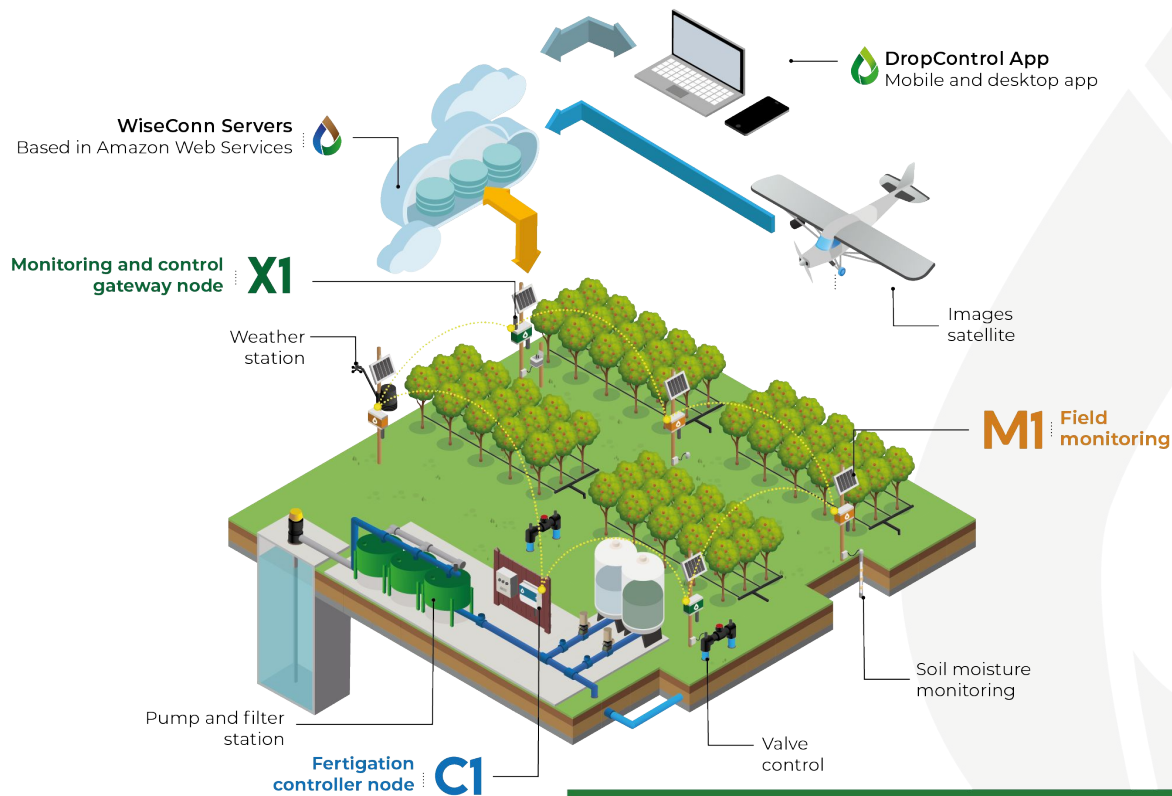 DropControl App
Mobile and desktop app
WiseConn Servers
Based in Amazon Web Services
Monitoring and control
gateway node
X1
Weather
station
Images
satellite
M1
Field
monitoring
Soil moisture
monitoring
Pump and filter
station
Valve
control
Fertigation
controller node
C1